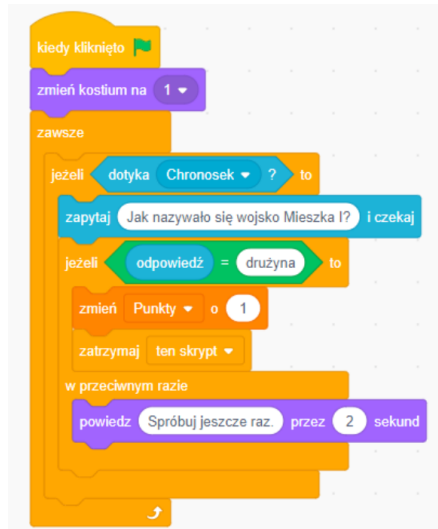 kiedy kliknięto
zmień kostium na 1
zawsze
jeżeli dotyka Chronosek ? to
zapytaj Jak nazywało się wojsko Mieszka I? i czekaj
jeżeli odpowiedź = drużyna to
zmień Punkty o 1
zatrzymaj ten skrypt
w przeciwnym razie
powiedz Spróbuj jeszcze raz. przez 2 sekund